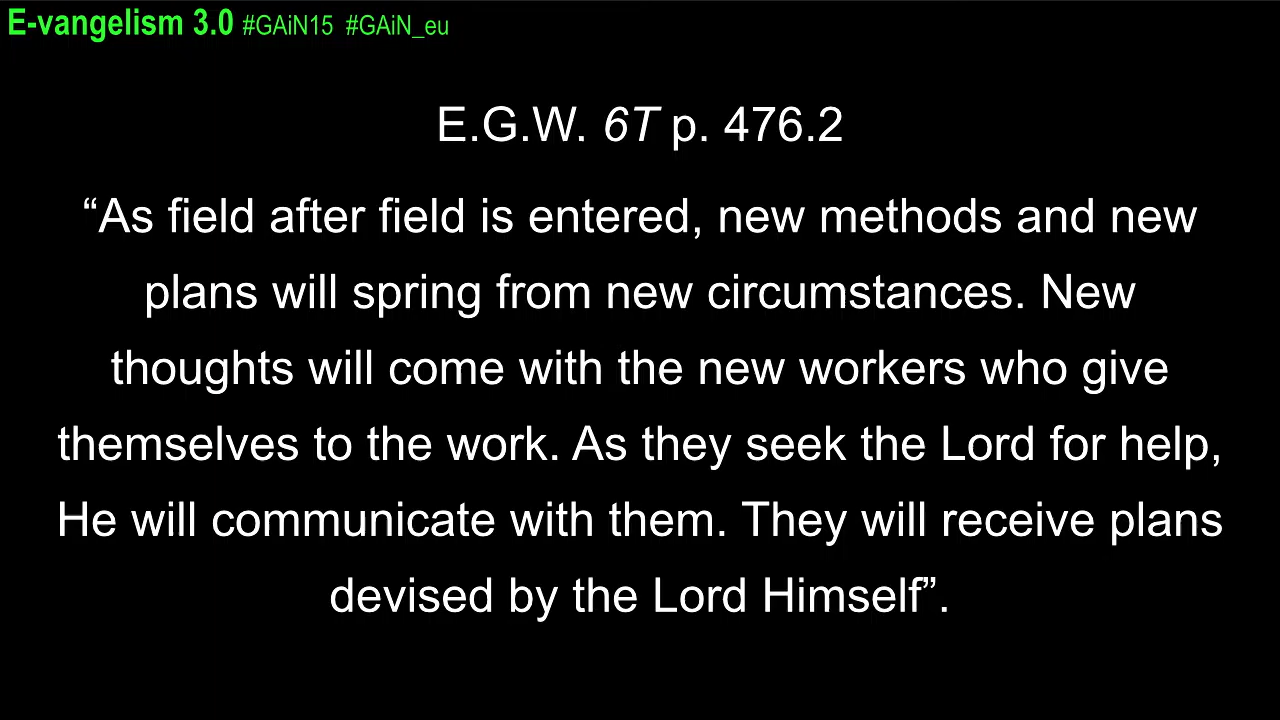 E-vangelism 3.0 #GAiN15 #GAiN_eu
E.G.W. 6T p. 476.2
“As field after field is entered, new methods and new
plans will spring from new circumstances. New
thoughts will come with the new workers who give
themselves to the work. As they seek the Lord for help,
He will communicate with them. They will receive plans
devised by the Lord Himself”.